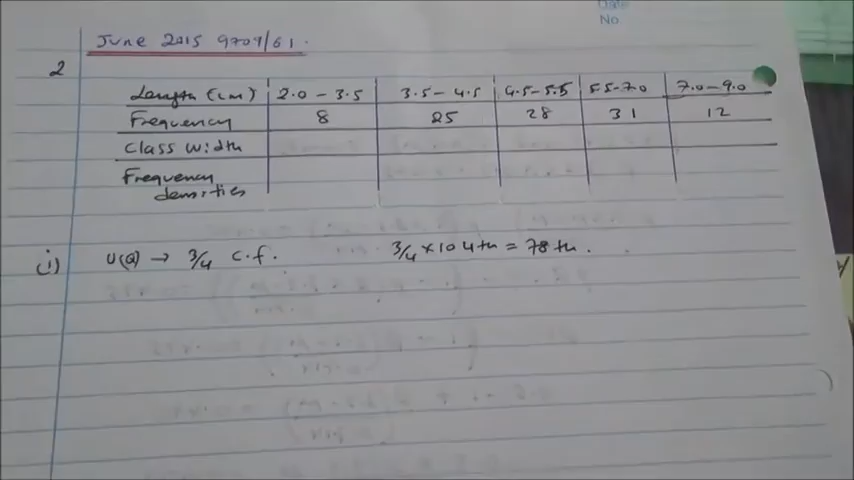 Date
No
June 2015 9709/61.
2
Length (cm) 2.0 - 3.5 3.5 - 4.5 4.5-5.5 5.5-7.0 7.0-9.0
Frequency 8 25 28 31 12
Class width
Frequency
densities
(i) U(Q) → 3/4 c.f. 3/4 × 104th = 78th.